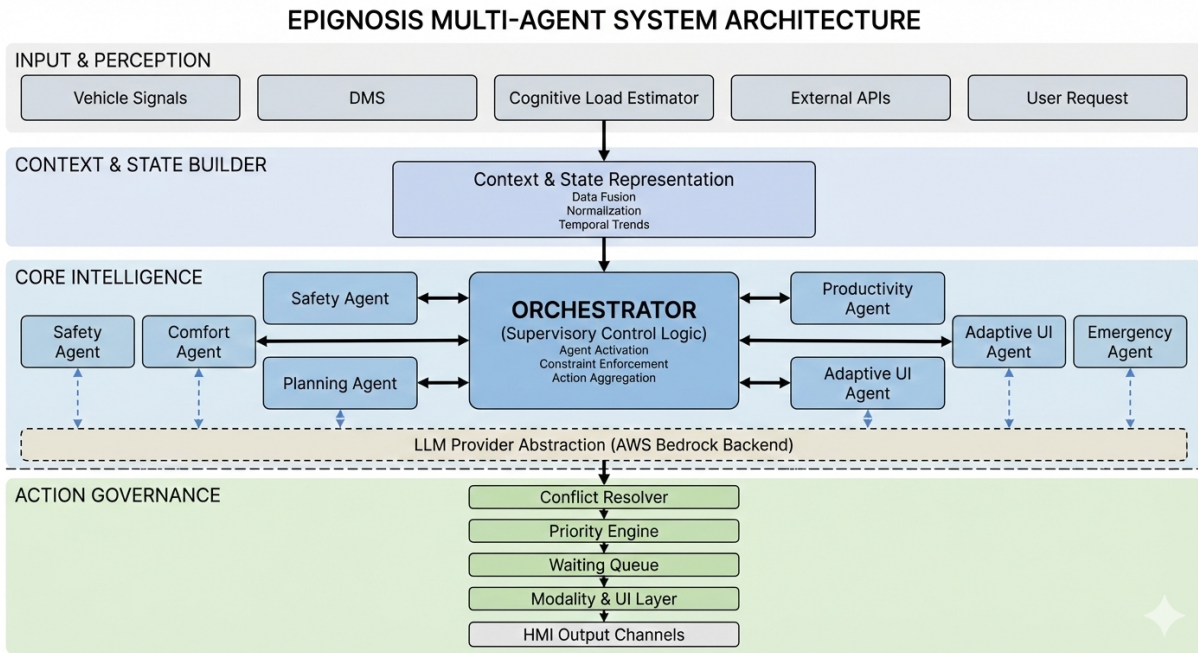 EPIGNOSIS MULTI-AGENT SYSTEM ARCHITECTURE
INPUT & PERCEPTION
Vehicle Signals
DMS
Cognitive Load Estimator
External APIs
User Request
CONTEXT & STATE BUILDER
Context & State Representation
Data Fusion
Normalization
Temporal Trends
CORE INTELLIGENCE
Safety
Agent
Comfort
Agent
Safety Agent
Planning Agent
ORCHESTRATOR
(Supervisory Control Logic)
Agent Activation
Constraint Enforcement
Action Aggregation
Productivity
Agent
Adaptive UI
Agent
Adaptive UI
Agent
Emergency
Agent
LLM Provider Abstraction (AWS Bedrock Backend)
ACTION GOVERNANCE
Conflict Resolver
Priority Engine
Waiting Queue
Modality & UI Layer
HMI Output Channels